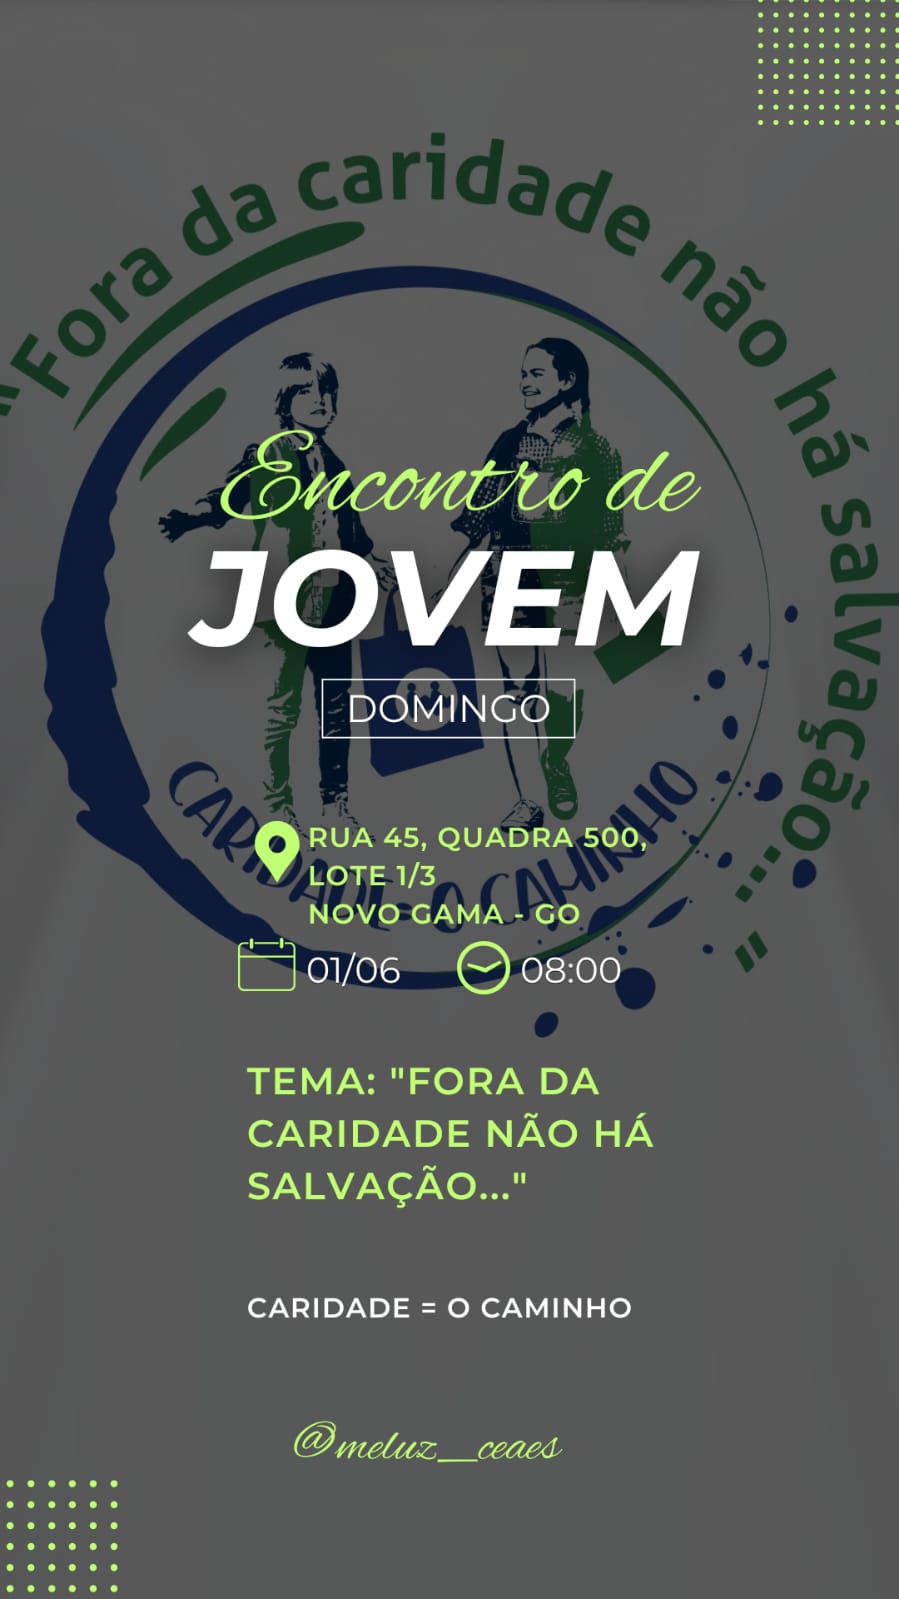 "Fora da caridade não há salvação..."
Encontro de
JOVEM
DOMINGO
CARIDADE = O CAMINHO
RUA 45, QUADRA 500,
LOTE 1/3
NOVO GAMA - GO
01/06
08:00
TEMA: "FORA DA
CARIDADE NÃO HÁ
SALVAÇÃO..."
CARIDADE = O CAMINHO
@meluz__ceaes